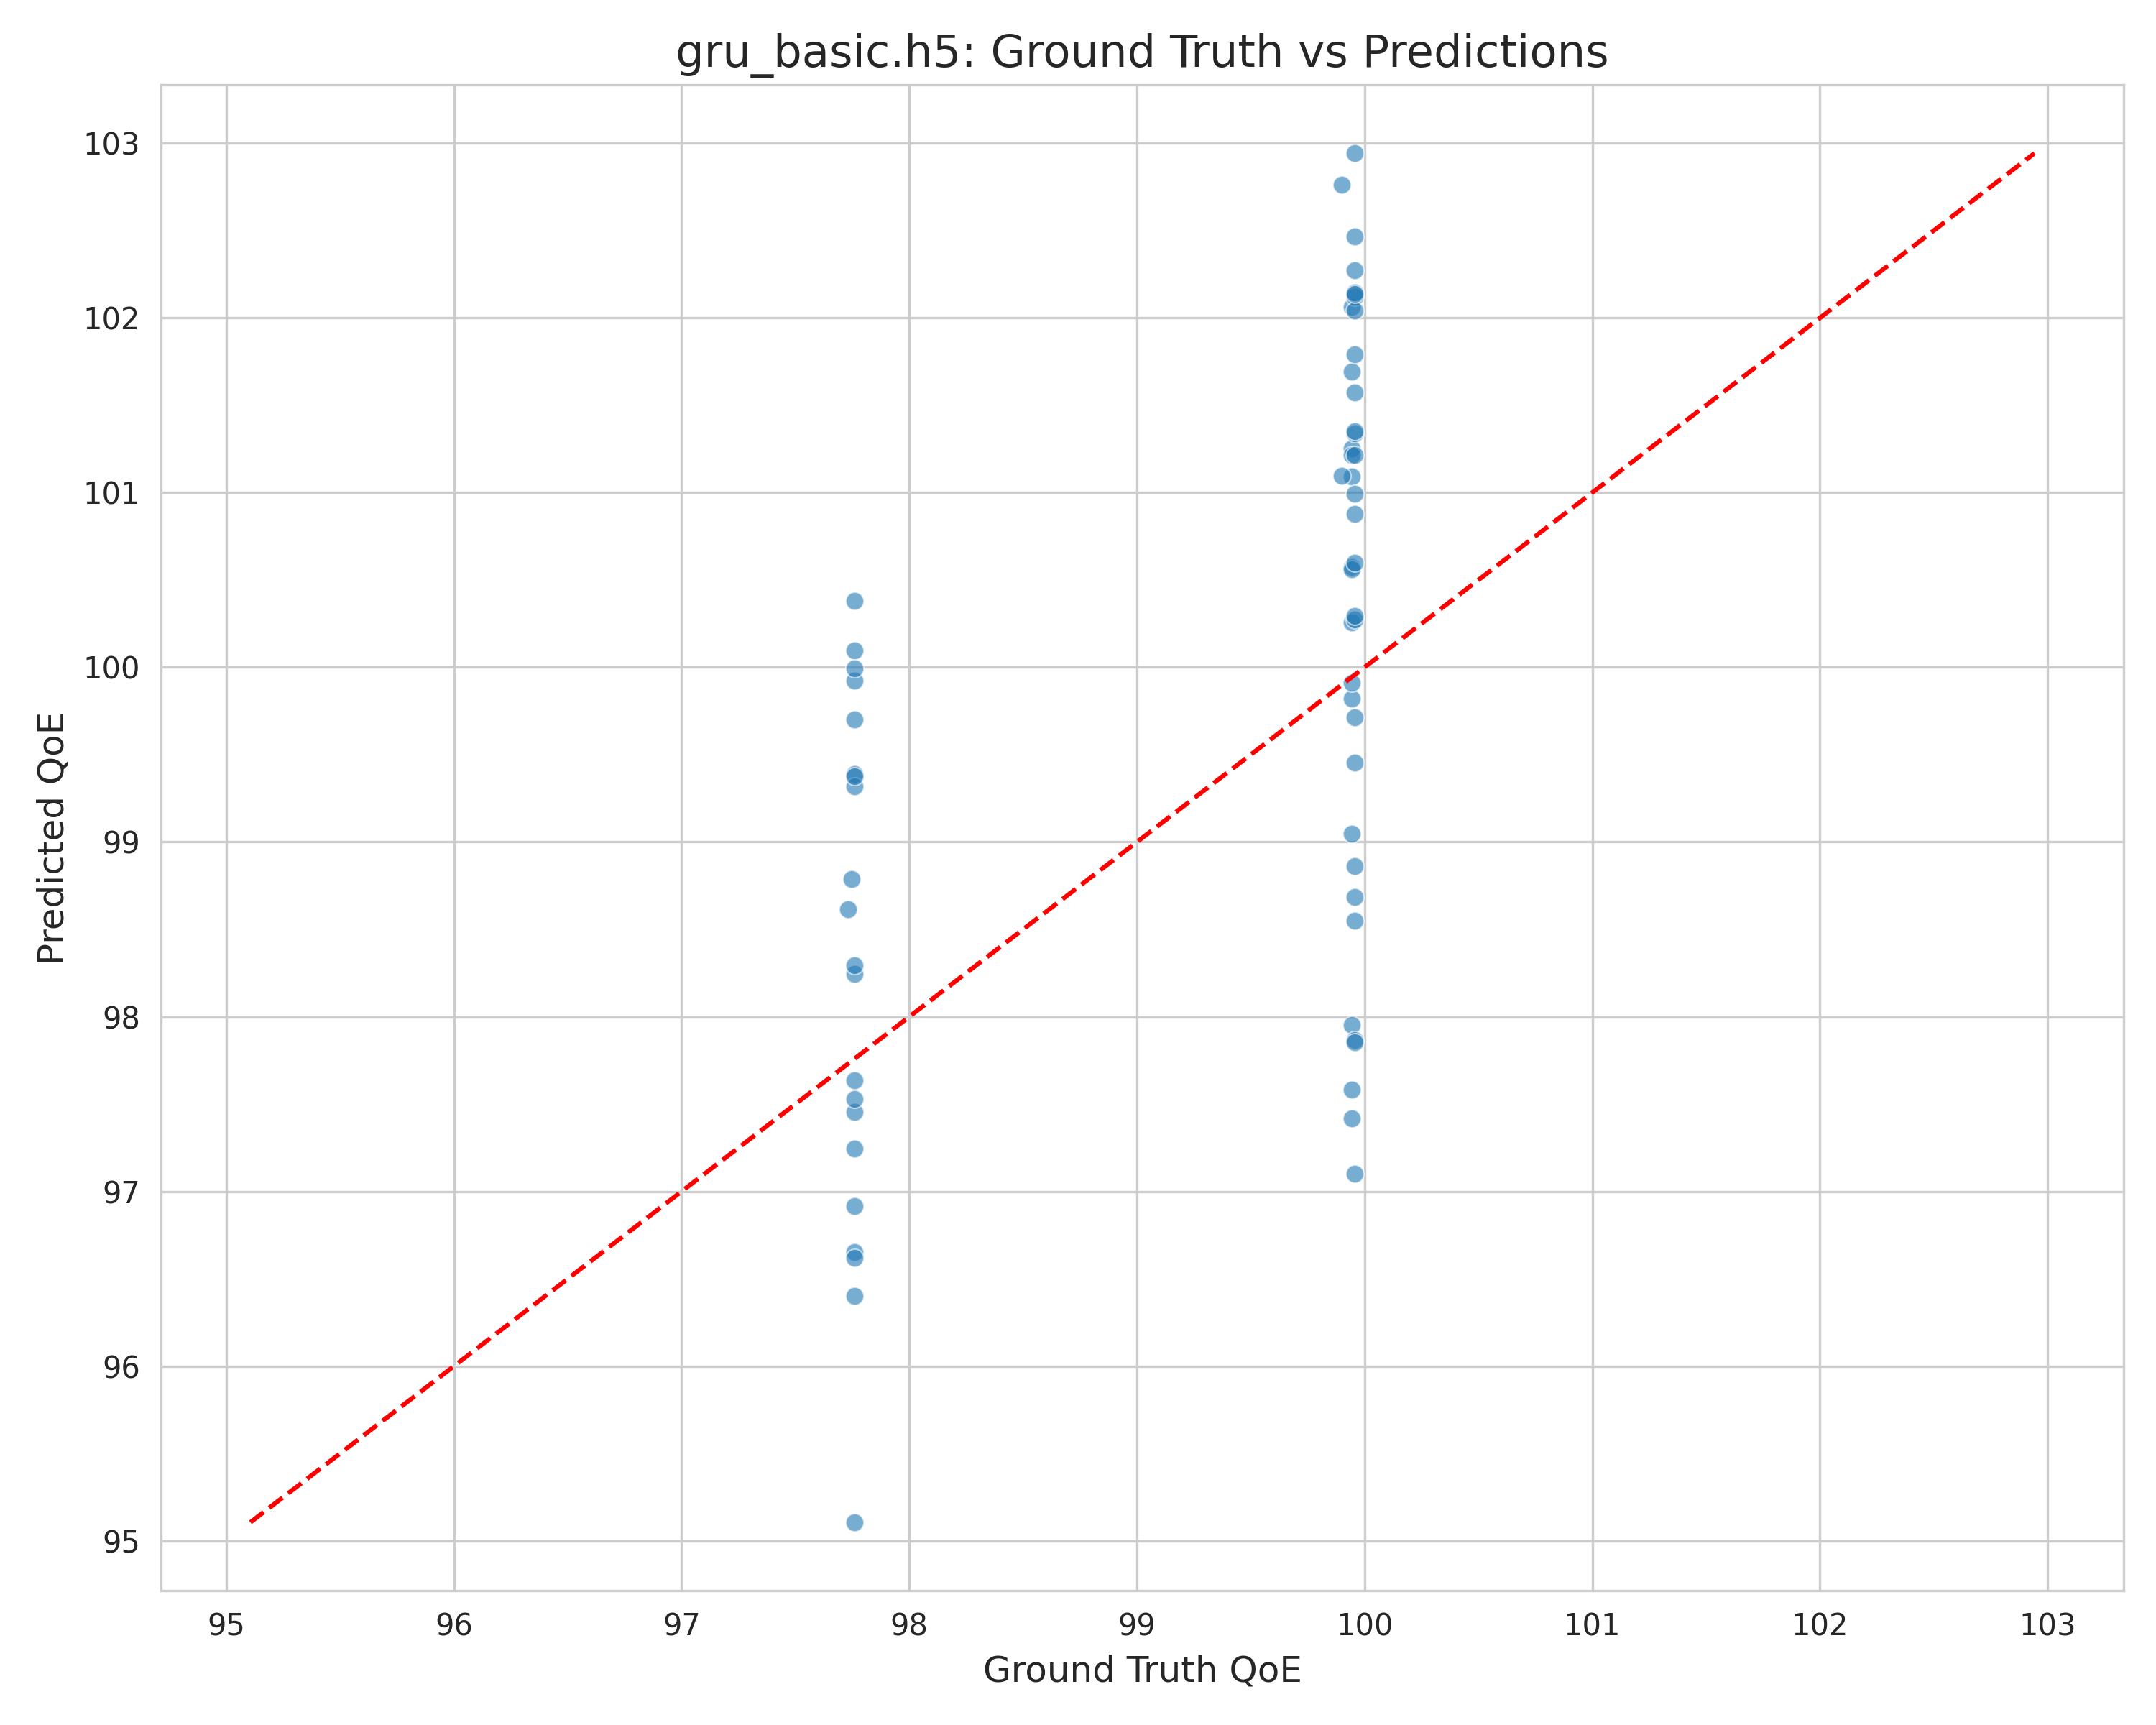 gru_basic.h5: Ground Truth vs Predictions
103
102
101
100
99
98
97
96
95
Predicted QoE
95 96 97 98 99 100 101 102 103
Ground Truth QoE